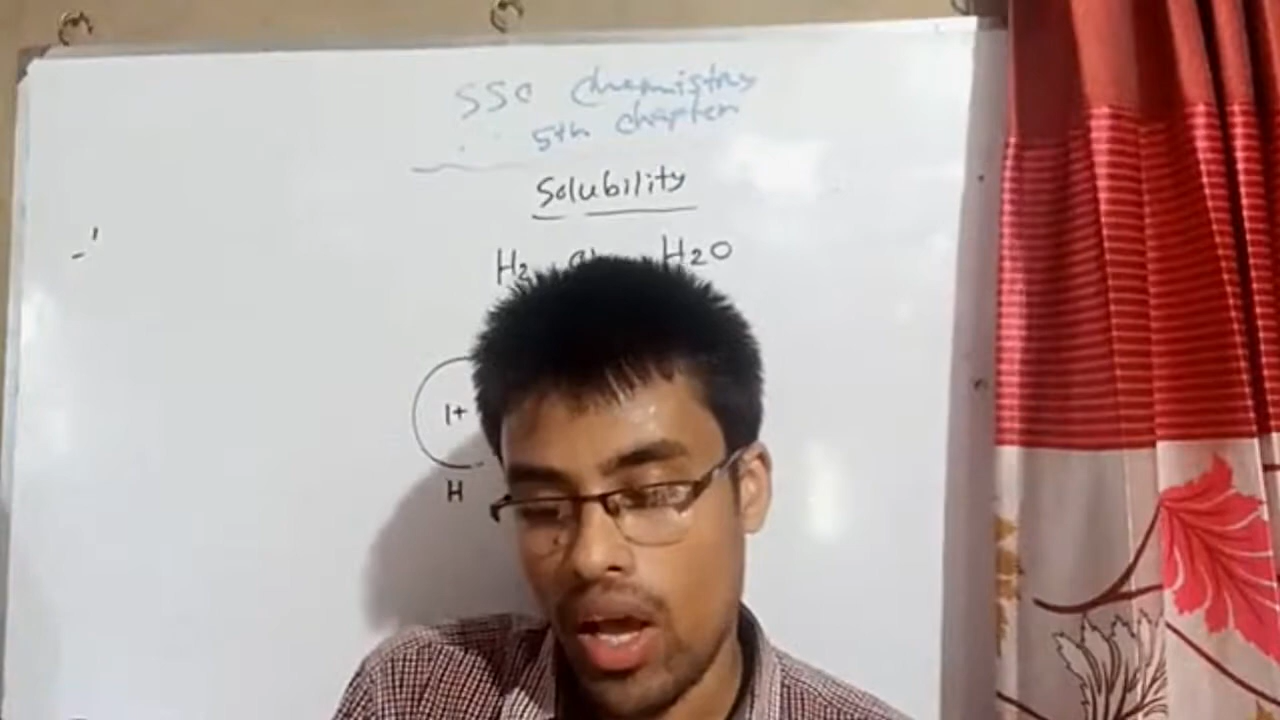 SSC Chemistry
5th chapter
Solubility
H2 H2O
1+
H